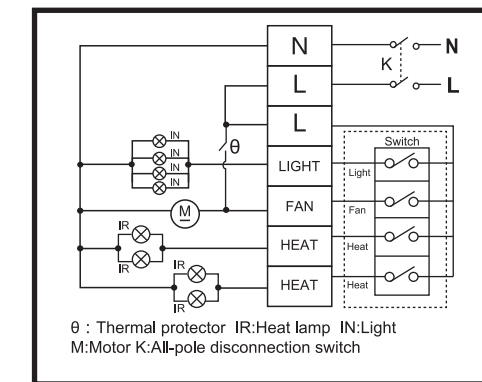 N
N
K
L
L
L
Switch
IN
IN
IN
IN
θ
LIGHT
Light
M
FAN
Fan
IR
IR
HEAT
Heat
IR
IR
HEAT
Heat
θ : Thermal protector IR:Heat lamp IN:Light
M:Motor K:All-pole disconnection switch